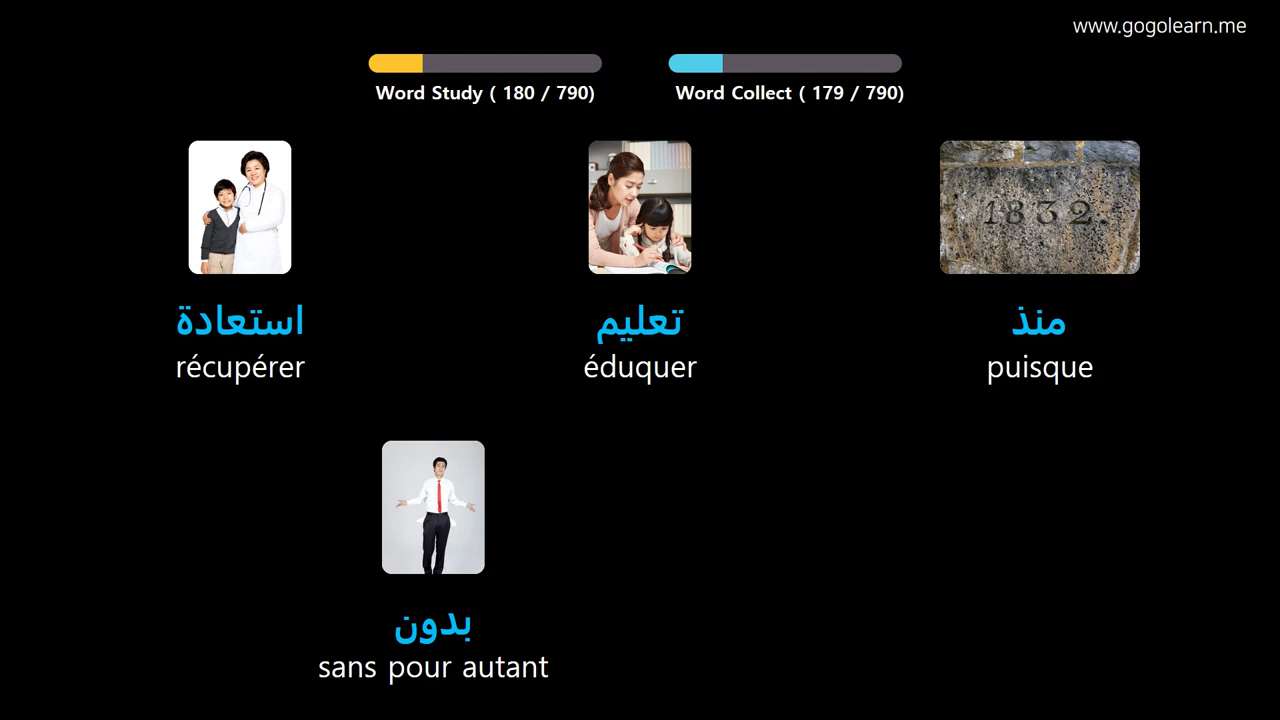 www.gogolearn.me
Word Study ( 180 / 790)
Word Collect ( 179 / 790)
1832.
استعادة
récupérer
تعليم
éduquer
منذ
puisque
بدون
sans pour autant